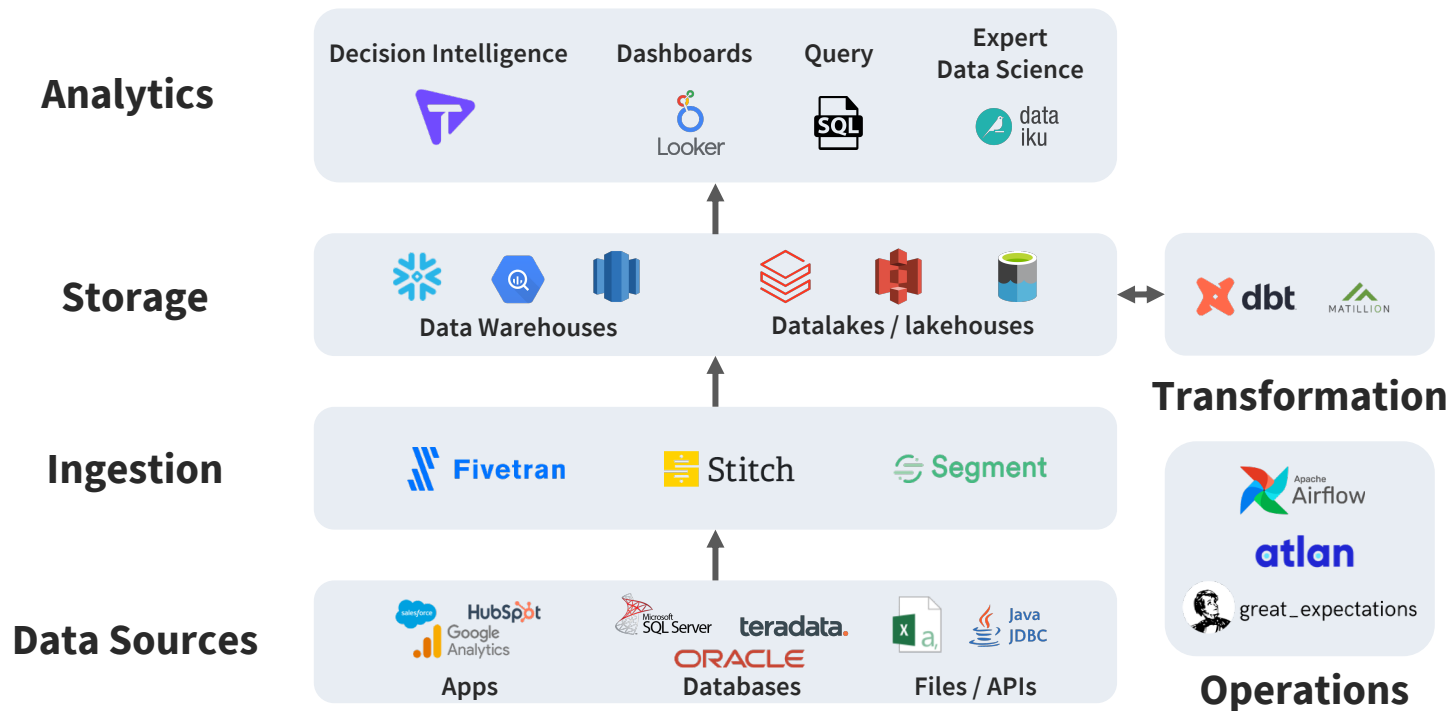 Analytics
Decision Intelligence
T
Dashboards
Looker
Query
SQL
Expert
Data Science
data
iku
Storage
Data Warehouses
Datalakes / lakehouses
dbt
MATILLION
Transformation
Ingestion
Fivetran
Stitch
Segment
Apache
Airflow
atlan
great_expectations
Operations
Data Sources
salesforce
HubSpot
Google
Analytics
Apps
Microsoft
SQL Server
teradata.
ORACLE
Databases
X
a,
Java
JDBC
Files / APIs